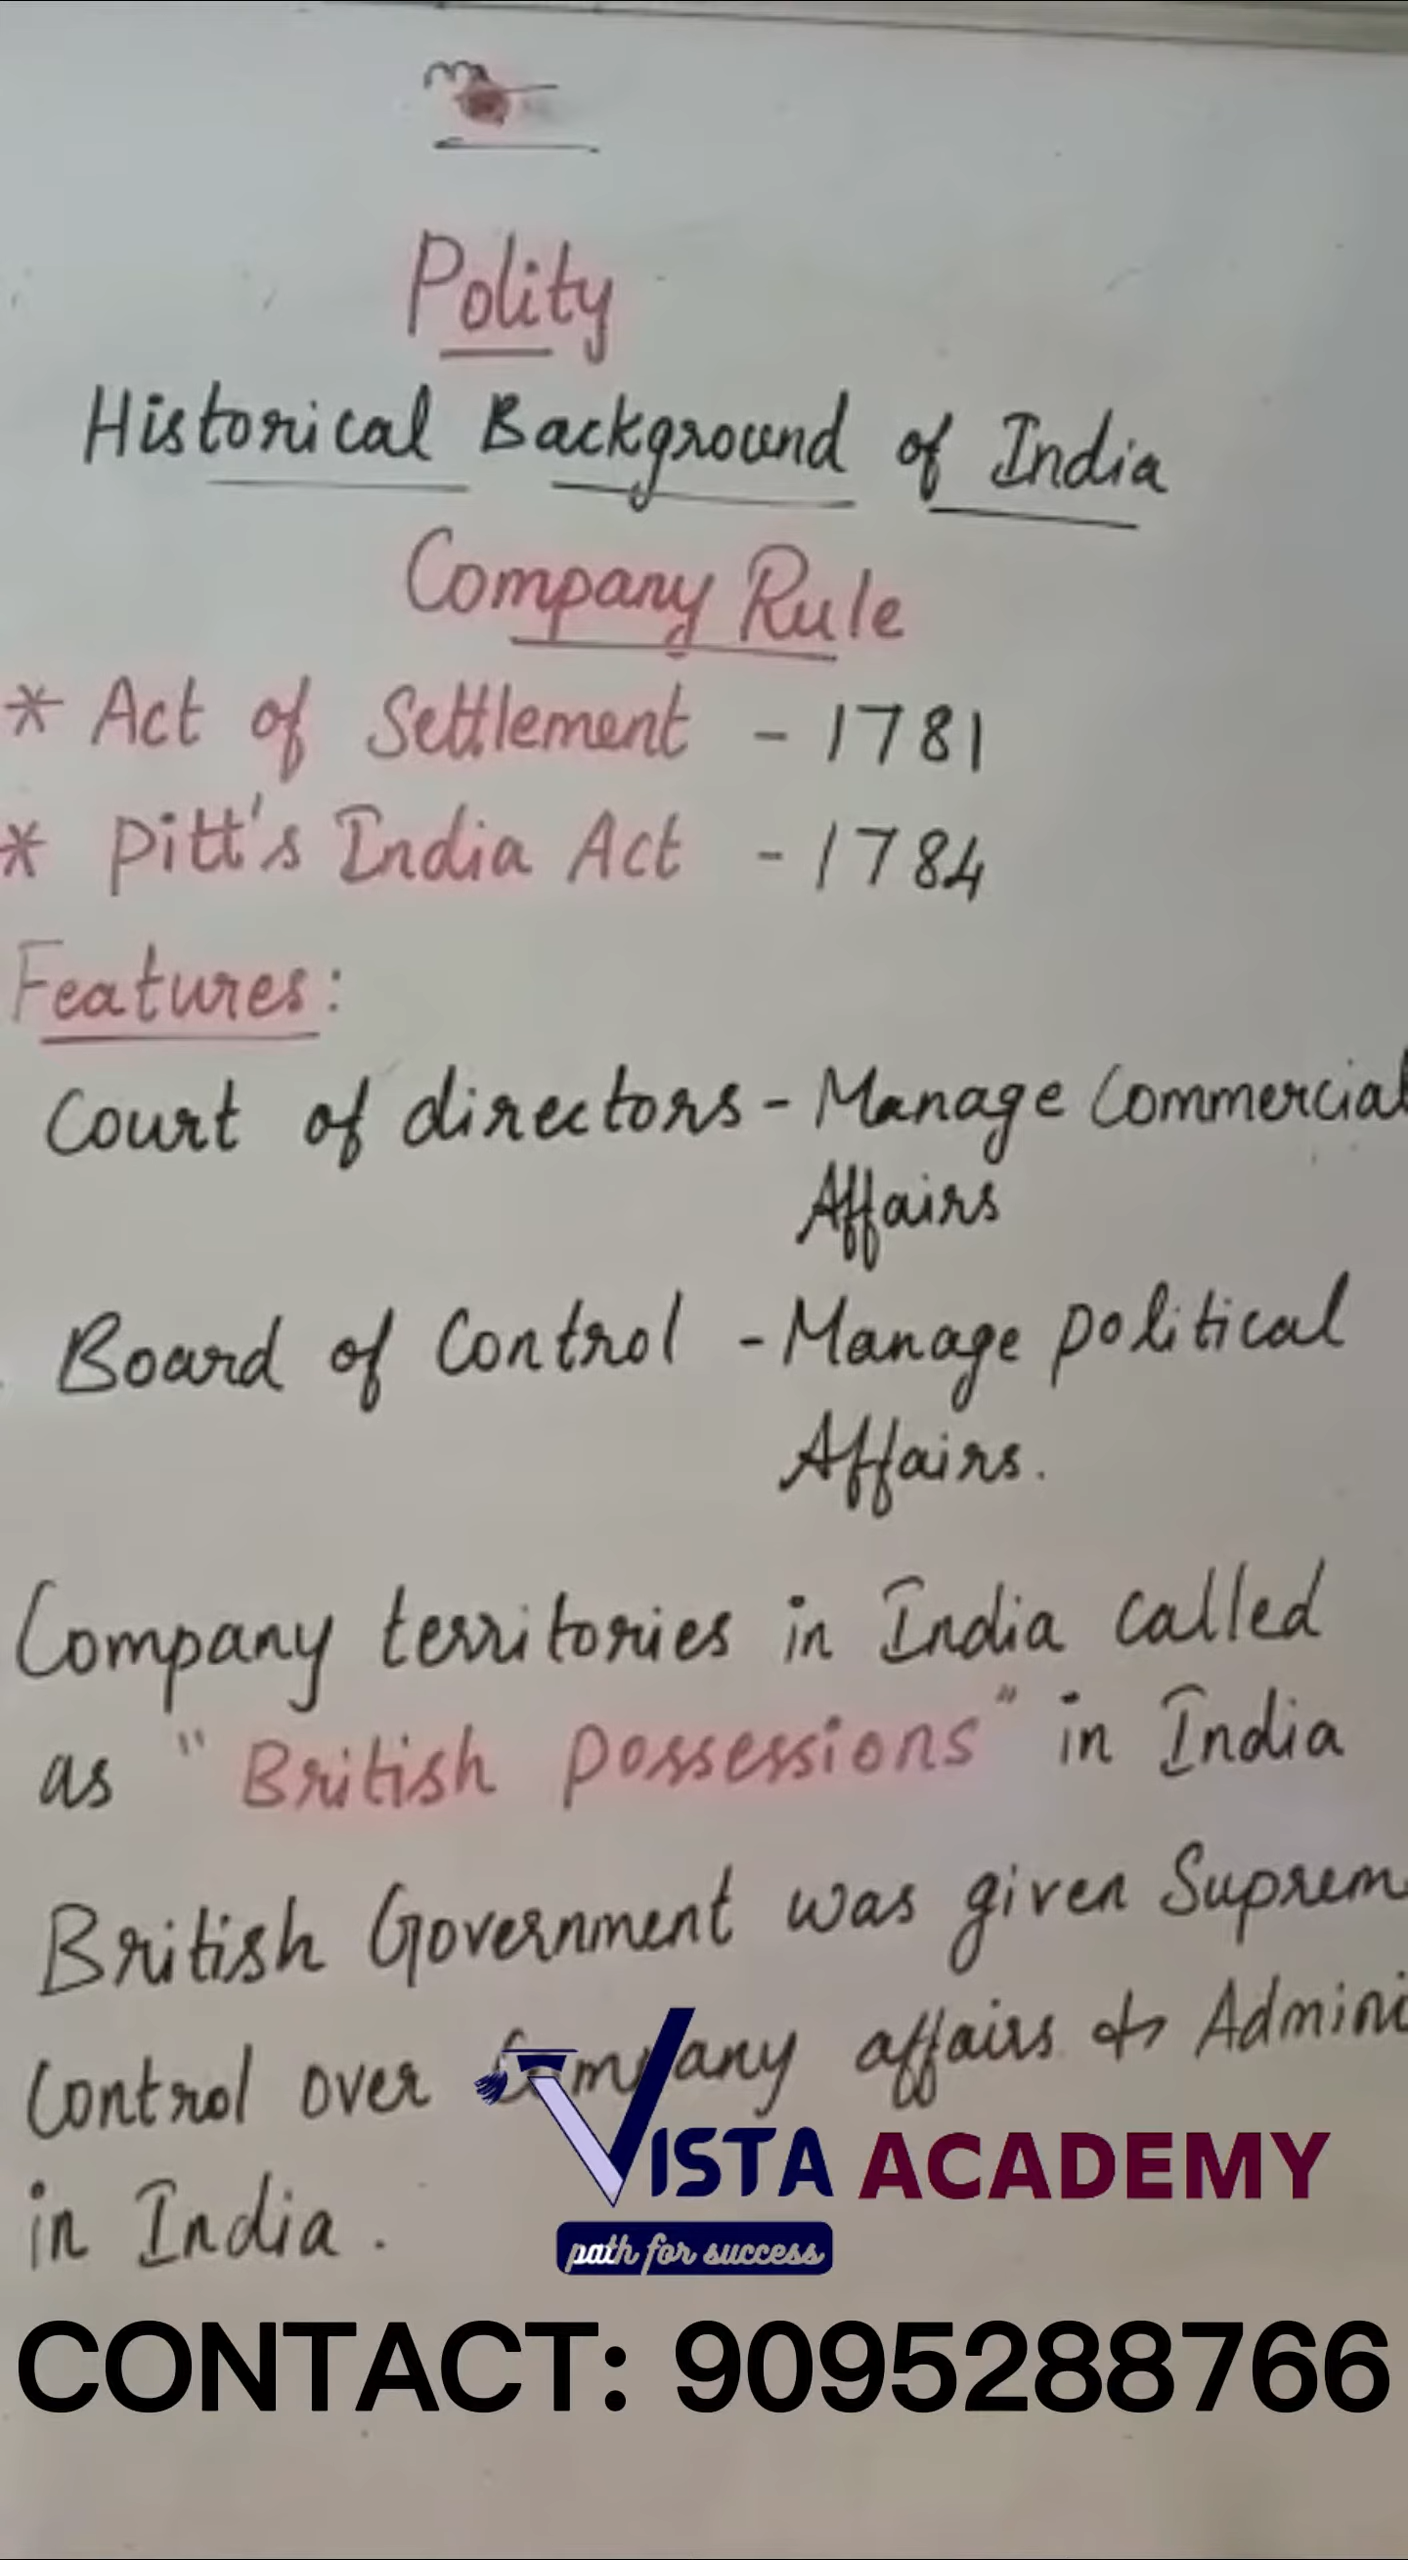 Polity
Historical Background of India
Company Rule
* Act of Settlement - 1781
* Pitt's India Act - 1784
Features:
Court of directors - Manage Commercial
Affairs
Board of Control - Manage political
Affairs.
Company territories in India called
as "British possessions" in India
British Government was given Suprem
Control over Company affairs & Admini
in India.
VISTA ACADEMY
path for success
CONTACT: 9095288766